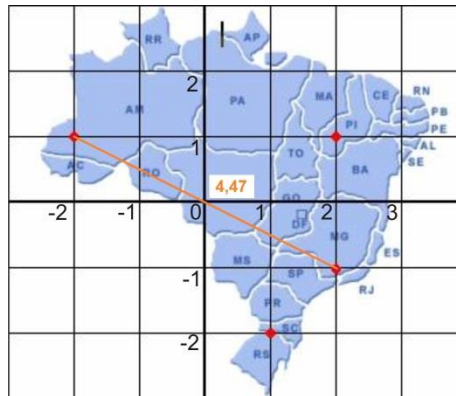 RR
AP
2
AM
PA
MA
CE
RN
PI
PB
PE
1
AL
SE
AC
RO
TO
BA
4,47
GO
-2
-1
0
1
2
3
DF
MG
ES
MS
SP
RJ
-1
PR
SC
-2
RS